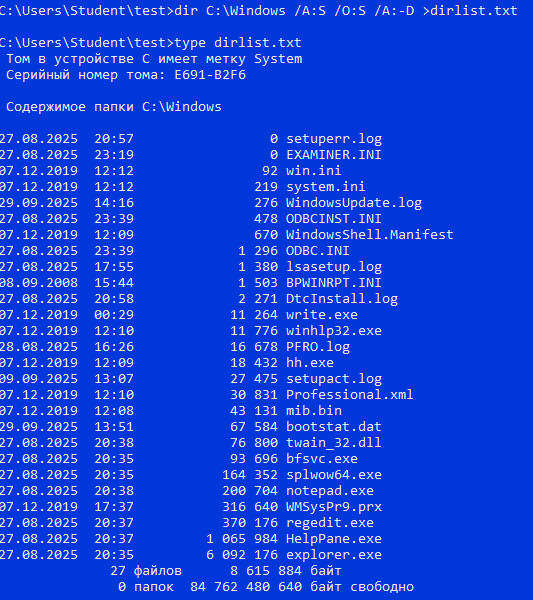 C:\Users\Student\test>dir C:\Windows /A:S /O:S /A:-D >dirlist.txt
C:\Users\Student\test>type dirlist.txt
Том в устройстве C имеет метку System
Серийный номер тома: E691-B2F6
Содержимое папки C:\Windows
27.08.2025 20:57 0 setuperr.log
27.08.2025 23:19 0 EXAMINER.INI
07.12.2019 12:12 92 win.ini
07.12.2019 12:12 219 system.ini
29.09.2025 14:16 276 WindowsUpdate.log
27.08.2025 23:39 478 ODBCINST.INI
07.12.2019 12:09 670 WindowsShell.Manifest
27.08.2025 23:39 1 296 ODBC.INI
27.08.2025 17:55 1 380 lsasetup.log
08.09.2008 15:44 1 503 BPWINRPT.INI
27.08.2025 20:58 2 271 DtcInstall.log
07.12.2019 00:29 11 264 write.exe
07.12.2019 12:10 11 776 winhlp32.exe
28.08.2025 16:26 16 678 PFRO.log
07.12.2019 12:09 18 432 hh.exe
09.09.2025 13:07 27 475 setupact.log
07.12.2019 12:10 30 831 Professional.xml
07.12.2019 12:08 43 131 mib.bin
29.09.2025 13:51 67 584 bootstat.dat
27.08.2025 20:38 76 800 twain_32.dll
27.08.2025 20:35 93 696 bfsvc.exe
27.08.2025 20:35 164 352 splwow64.exe
27.08.2025 20:38 200 704 notepad.exe
07.12.2019 17:37 316 640 WMSysPr9.prx
27.08.2025 20:37 370 176 regedit.exe
27.08.2025 20:37 1 065 984 HelpPane.exe
27.08.2025 20:35 6 092 176 explorer.exe
27 файлов 8 615 884 байт
0 папок 84 762 480 640 байт свободно